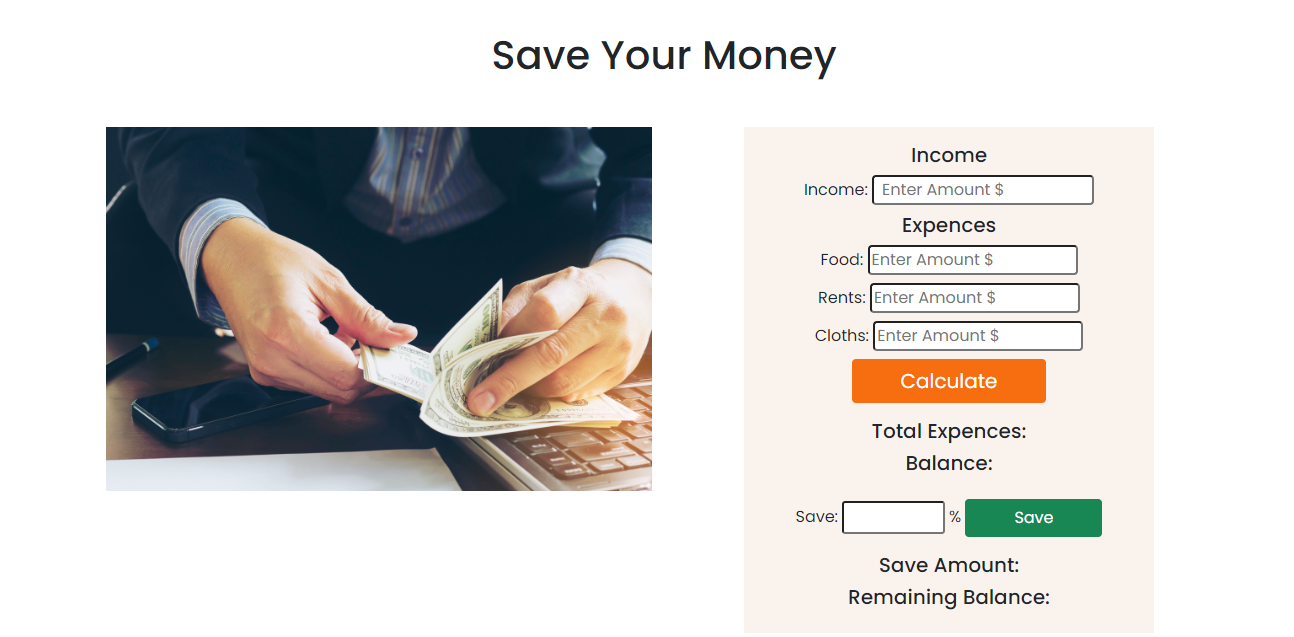 Save Your Money
Income
Income: Enter Amount $
Expences
Food: Enter Amount $
Rents: Enter Amount $
Cloths: Enter Amount $
Calculate
Total Expences:
Balance:
Save: % Save
Save Amount:
Remaining Balance: